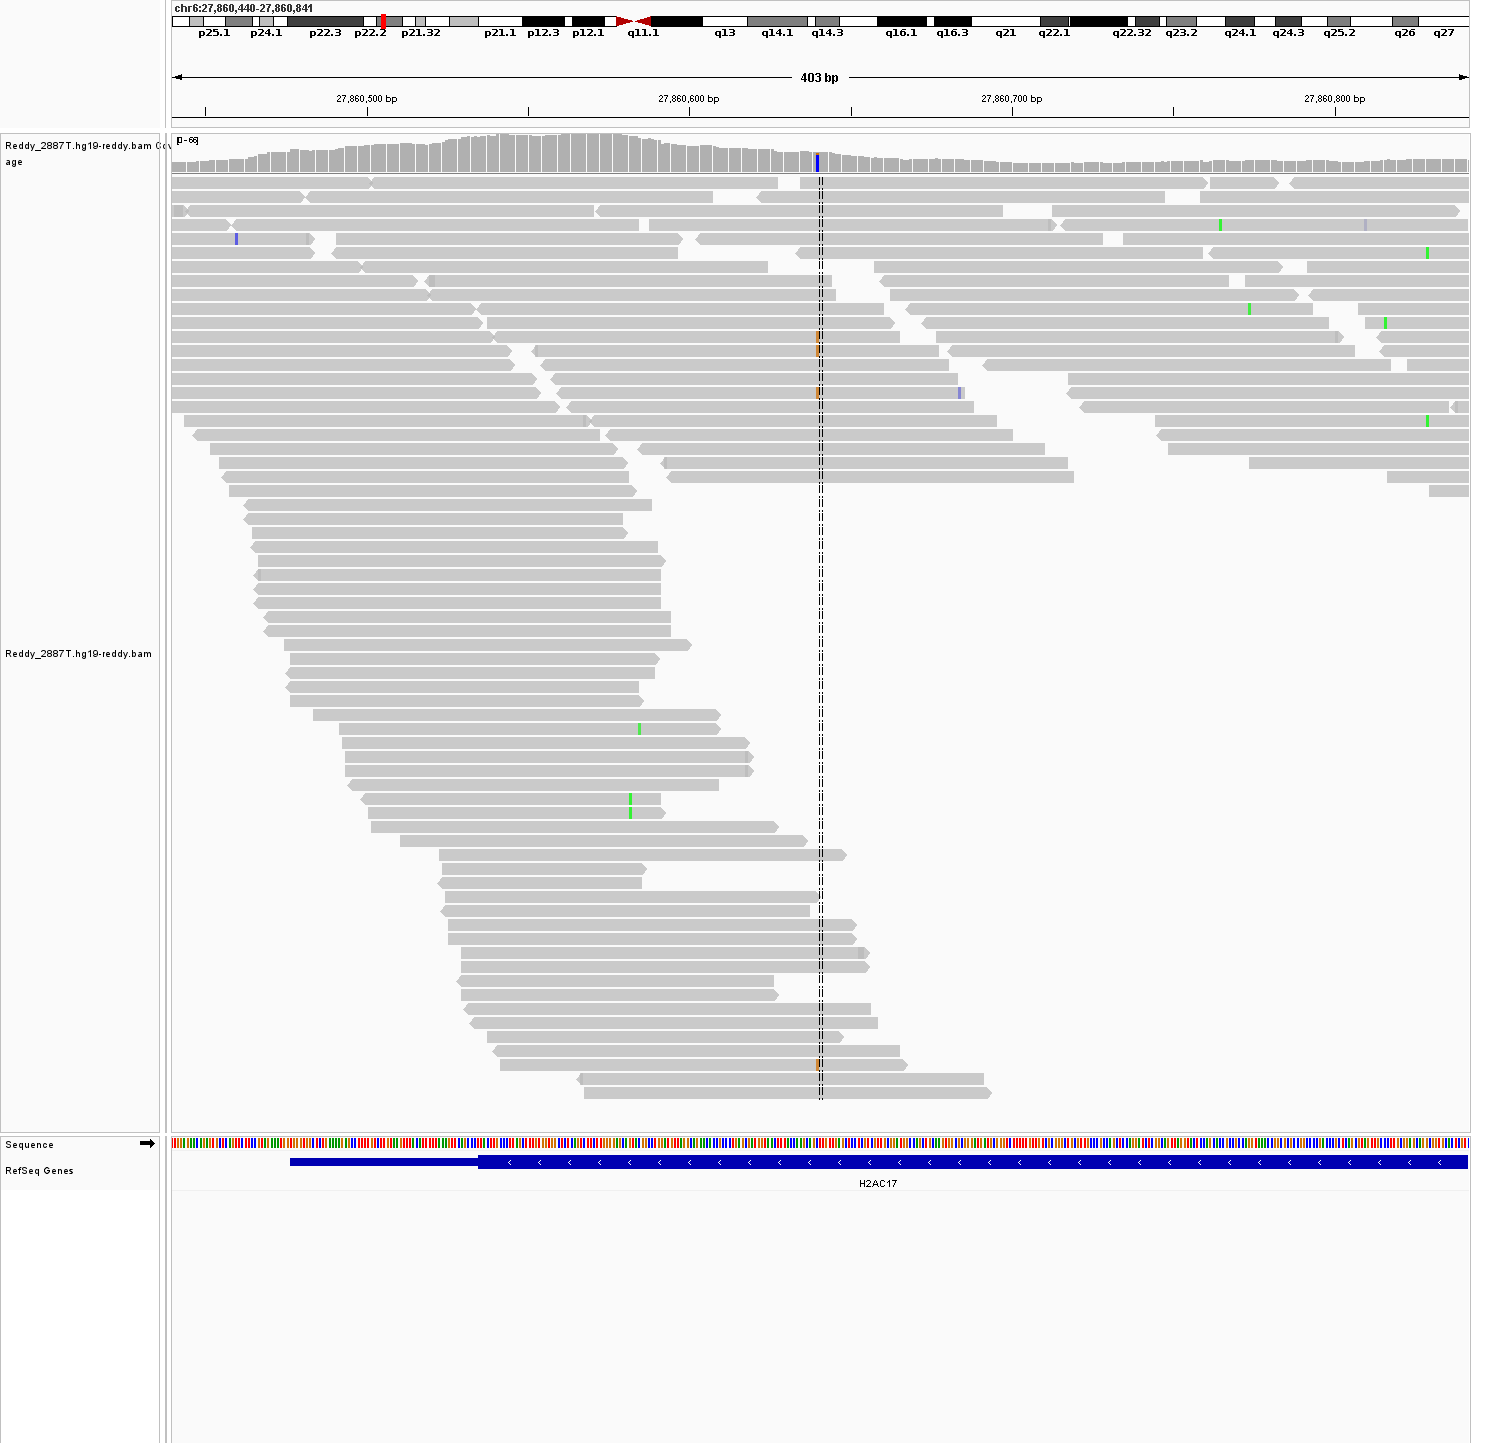 chr6:27,860,440-27,860,841
p25.1 p24.1 p22.3 p22.2 p21.32 p21.1 p12.3 p12.1 q11.1 q13 q14.1 q14.3 q16.1 q16.3 q21 q22.1 q22.32 q23.2 q24.1 q24.3 q25.2 q26 q27
403 bp
27,860,500 bp 27,860,600 bp 27,860,700 bp 27,860,800 bp
[0 - 66]
Reddy_2887T.hg19-reddy.bam Cov
age
Reddy_2887T.hg19-reddy.bam
Sequence
RefSeq Genes
H2AC17